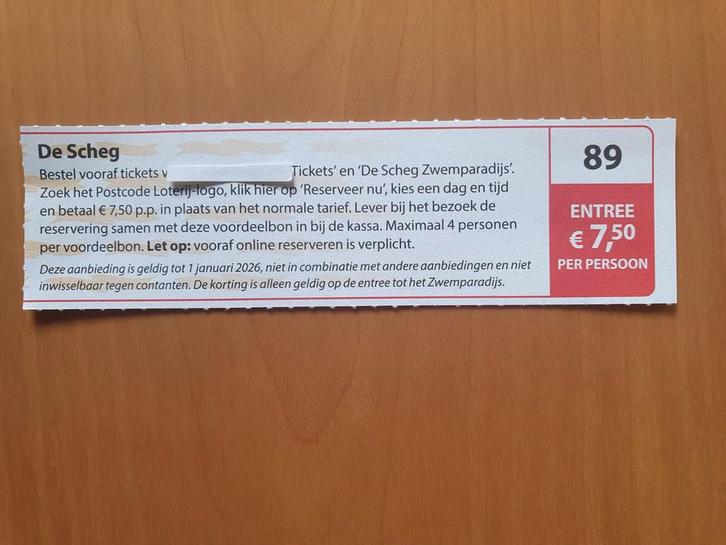 De Scheg
Bestel vooraf tickets v Tickets' en 'De Scheg Zwemparadijs'.
Zoek het Postcode Loterij-logo, klik hier op 'Reserveer nu', kies een dag en tijd
en betaal € 7,50 p.p. in plaats van het normale tarief. Lever bij het bezoek de
reservering samen met deze voordeelbon in bij de kassa. Maximaal 4 personen
per voordeelbon. Let op: vooraf online reserveren is verplicht.
Deze aanbieding is geldig tot 1 januari 2026, niet in combinatie met andere aanbiedingen en niet
inwisselbaar tegen contanten. De korting is alleen geldig op de entree tot het Zwemparadijs.
89
ENTREE
€ 7,50
PER PERSOON